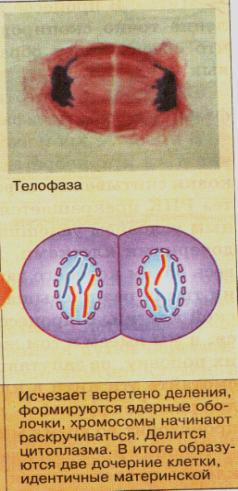 Телофаза
Исчезает веретено деления,
формируются ядерные обо-
лочки, хромосомы начинают
раскручиваться. Делится
цитоплазма. В итоге образу-
ются две дочерние клетки,
идентичные материнской